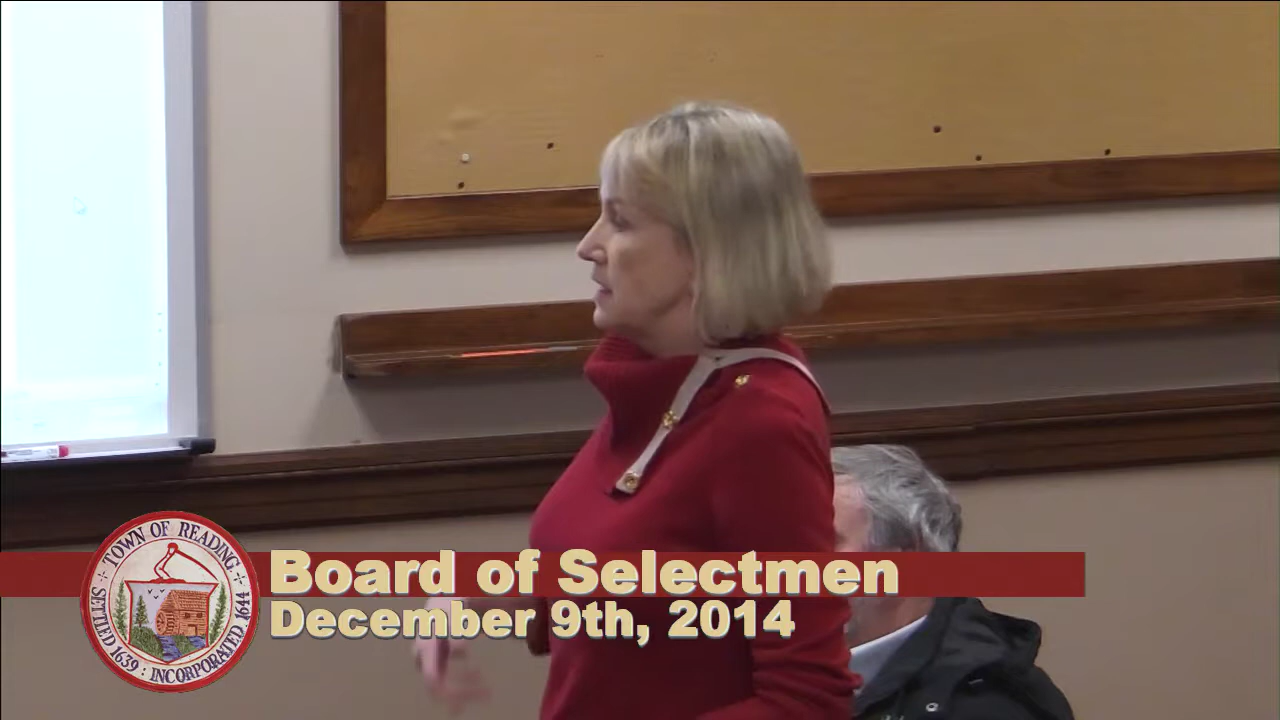 TOWN OF READING
SETTLED 1639 : INCORPORATED 1644
Board of Selectmen
December 9th, 2014